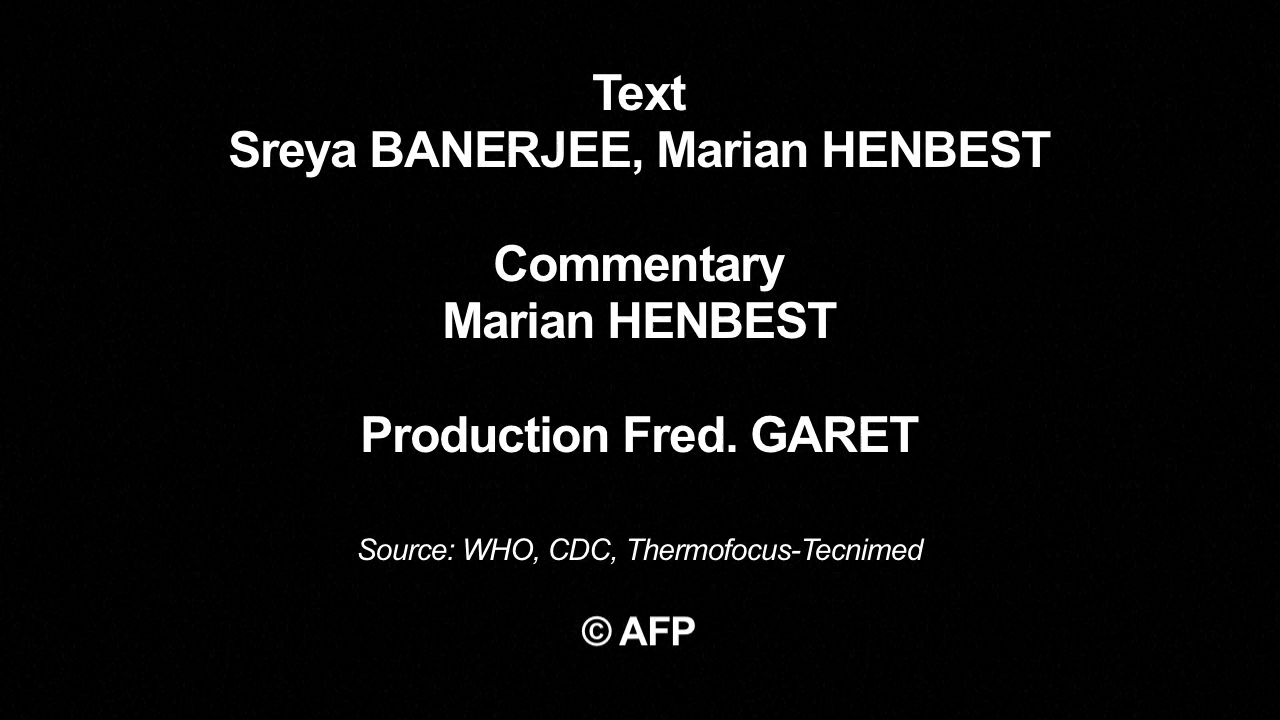 Text
Sreya BANERJEE, Marian HENBEST
Commentary
Marian HENBEST
Production Fred. GARET
Source: WHO, CDC, Thermofocus-Tecnimed
© AFP